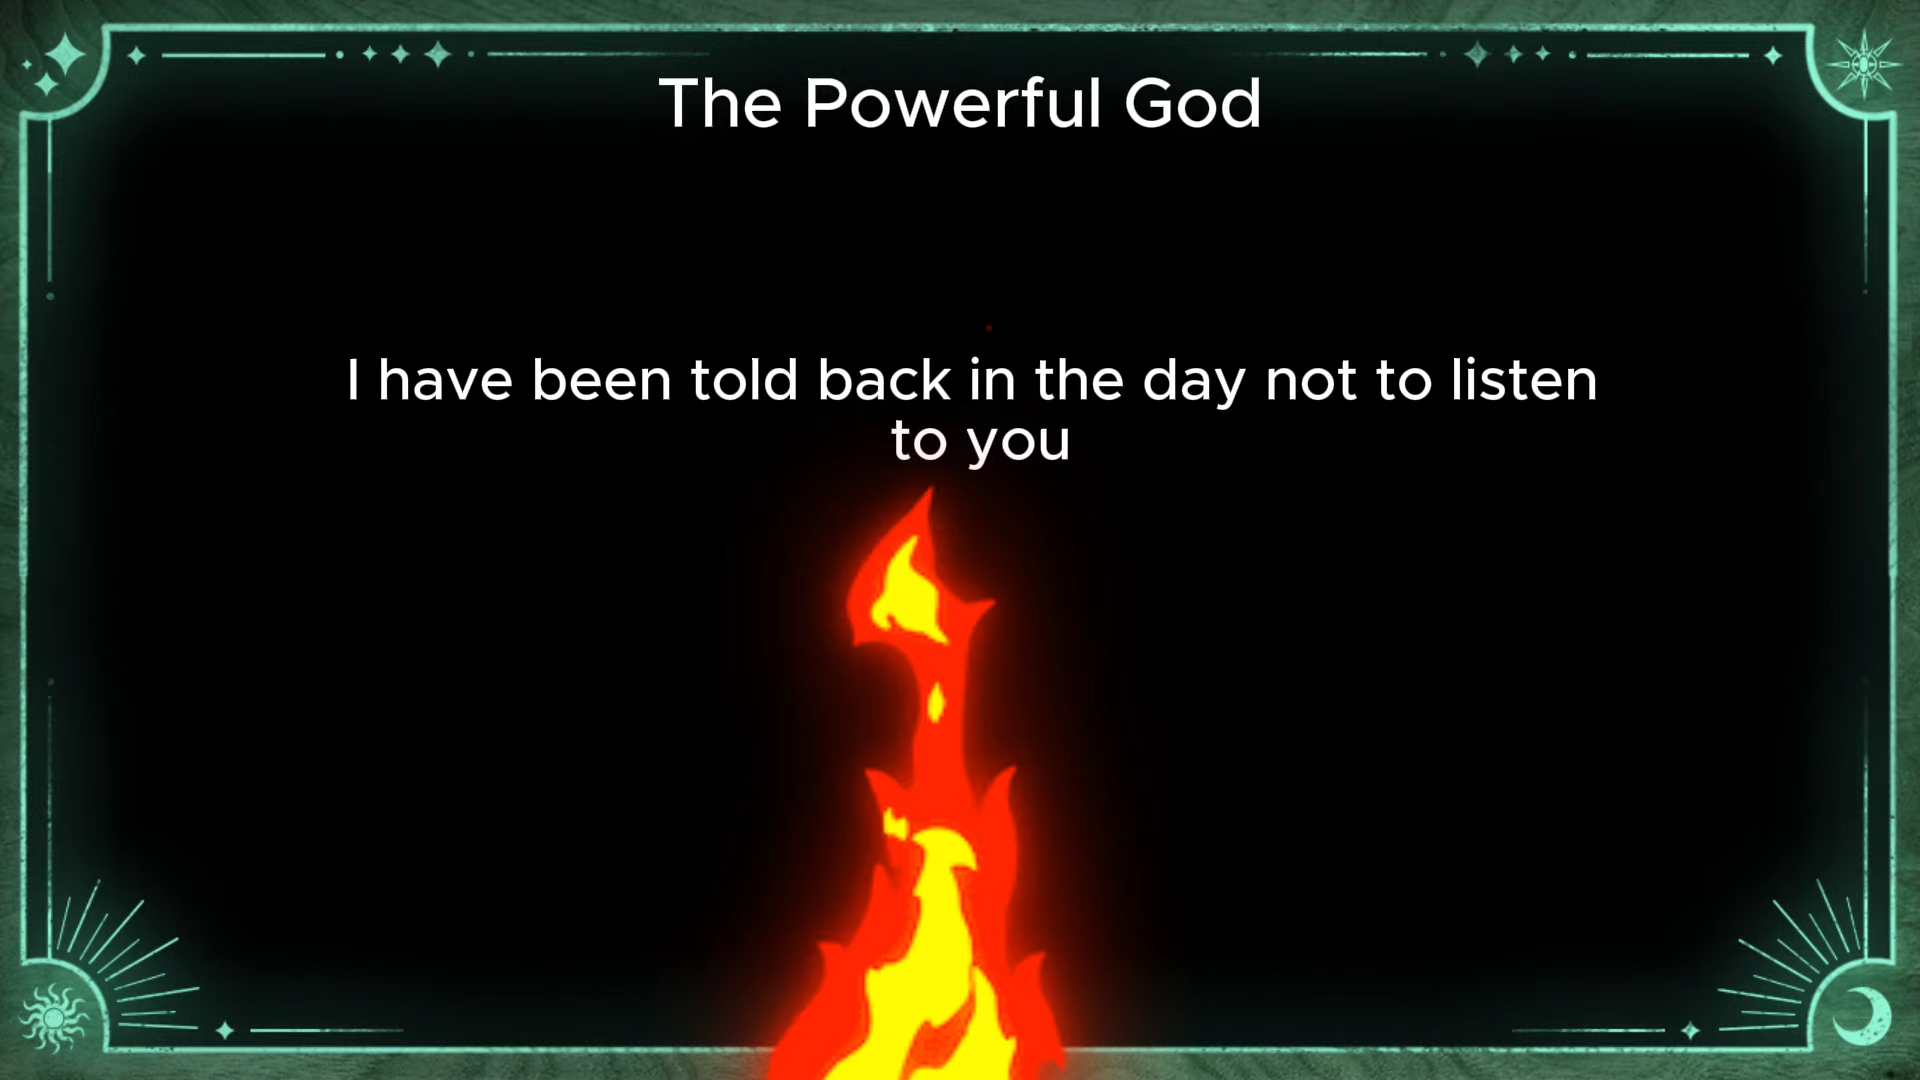 The Powerful God
I have been told back in the day not to listen
to you